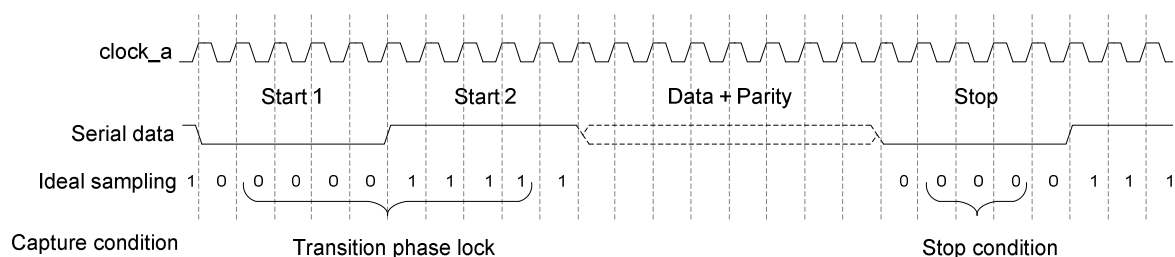 clock_a
Start 1 Start 2 Data + Parity Stop
Serial data
Ideal sampling 1 0 0 0 0 0 1 1 1 1 1 0 0 0 0 0 1 1 1
Capture condition Transition phase lock Stop condition